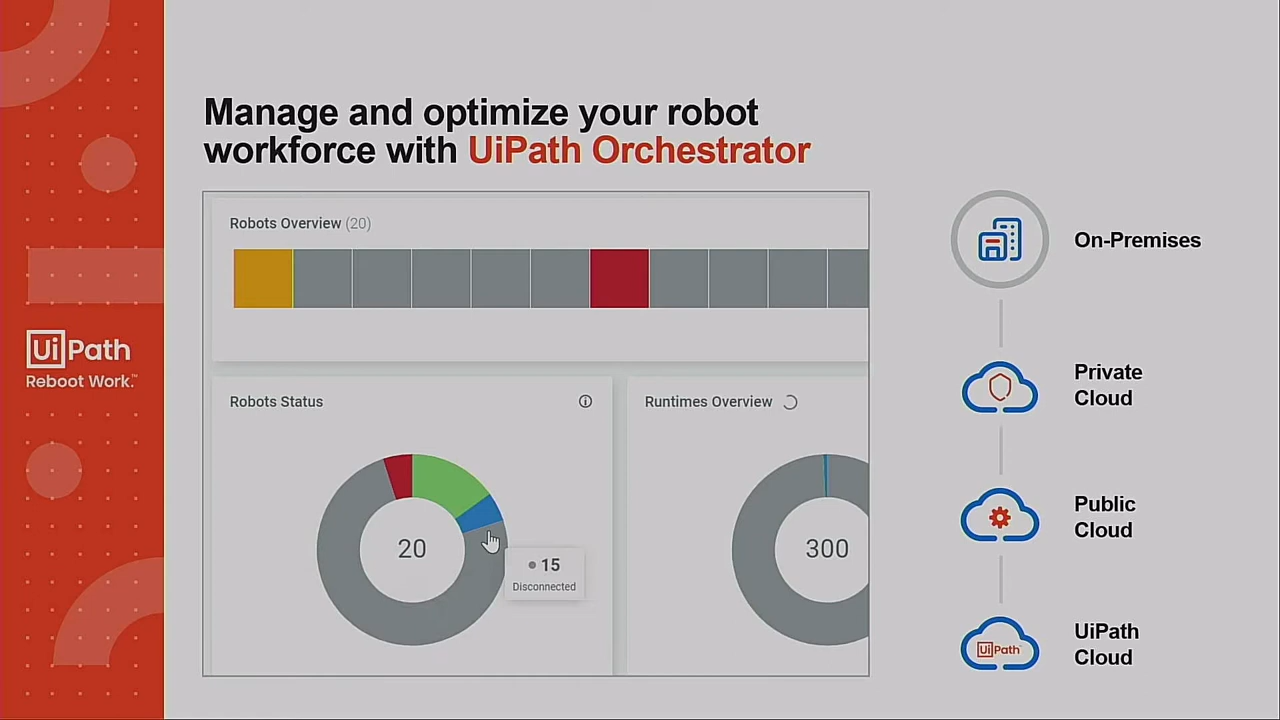 Manage and optimize your robot
workforce with UiPath Orchestrator
UiPath
Reboot Work.™
Robots Overview (20)
Robots Status
20
15
Disconnected
Runtimes Overview
300
On-Premises
Private
Cloud
Public
Cloud
UiPath
UiPath
Cloud